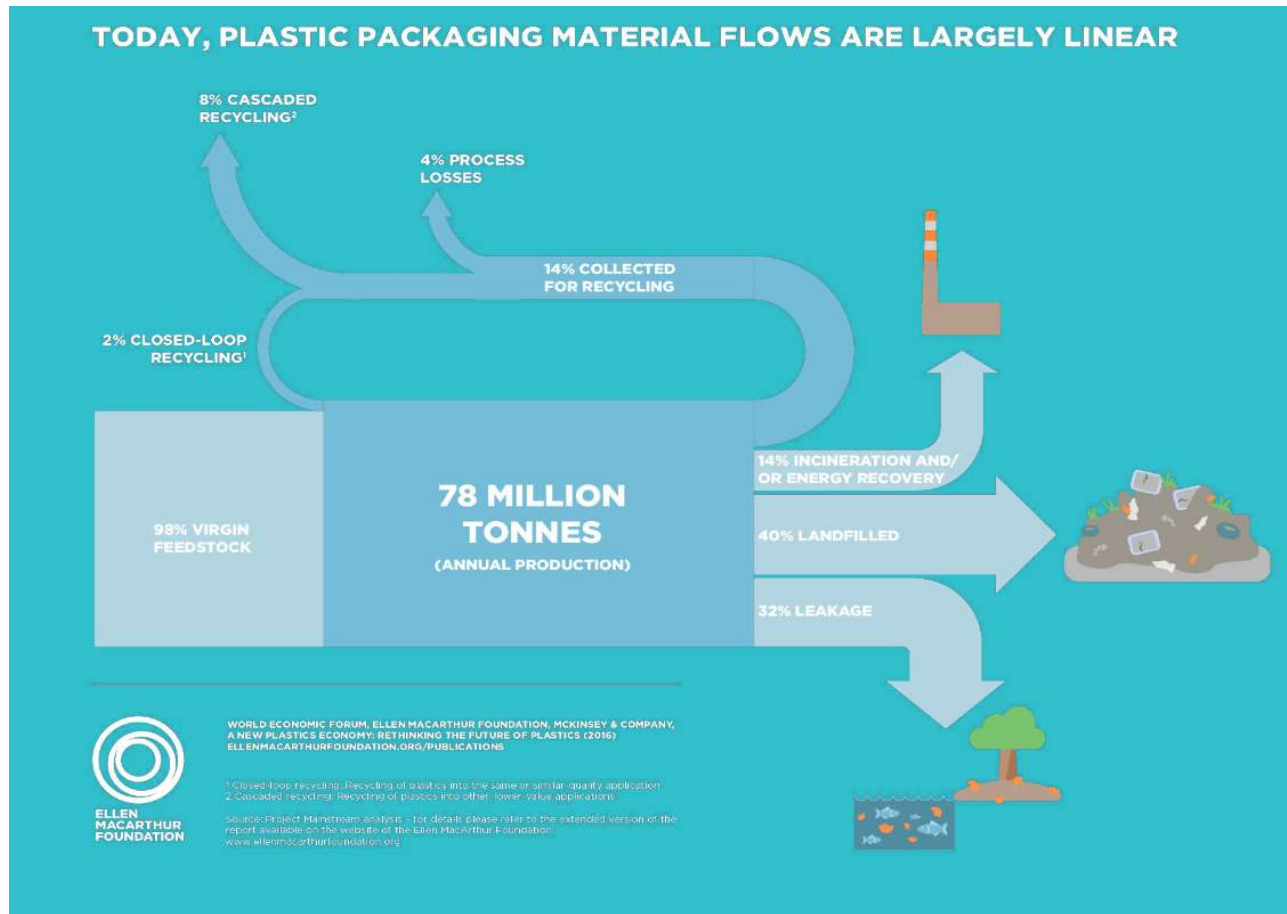 TODAY, PLASTIC PACKAGING MATERIAL FLOWS ARE LARGELY LINEAR
8% CASCADED
RECYCLING²
4% PROCESS
LOSSES
14% COLLECTED
FOR RECYCLING
2% CLOSED-LOOP
RECYCLING¹
98% VIRGIN
FEEDSTOCK
78 MILLION
TONNES
(ANNUAL PRODUCTION)
14% INCINERATION AND/
OR ENERGY RECOVERY
40% LANDFILLED
32% LEAKAGE
ELLEN
MACARTHUR
FOUNDATION
WORLD ECONOMIC FORUM, ELLEN MACARTHUR FOUNDATION, MCKINSEY & COMPANY,
A NEW PLASTICS ECONOMY: RETHINKING THE FUTURE OF PLASTICS (2016)
ELLENMACARTHURFOUNDATION.ORG/PUBLICATIONS
1 Closed-loop recycling: Recycling of plastics into the same or similar-quality application
2 Cascaded recycling: Recycling of plastics into other, lower-value applications
Source: Project Mainstream analysis – for details please refer to the extended version of the
report available on the website of the Ellen MacArthur Foundation:
www.ellenmacarthurfoundation.org